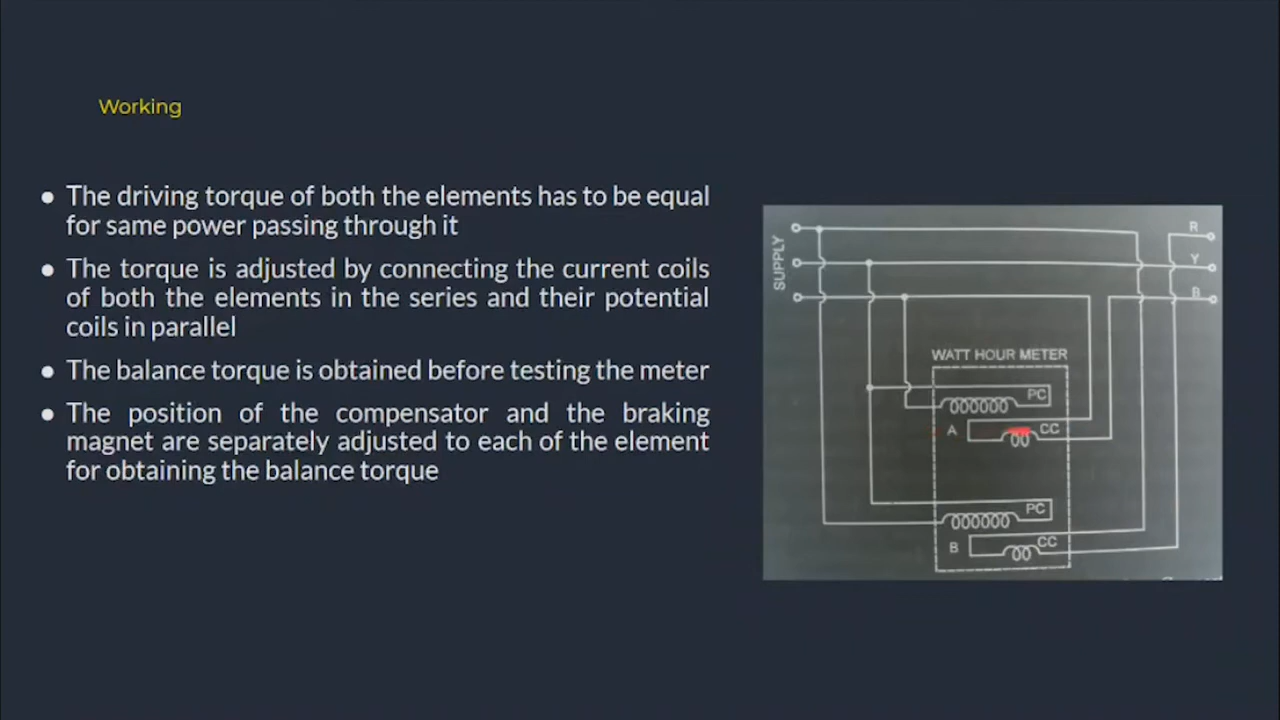 Working
● The driving torque of both the elements has to be equal
for same power passing through it
● The torque is adjusted by connecting the current coils
of both the elements in the series and their potential
coils in parallel
● The balance torque is obtained before testing the meter
● The position of the compensator and the braking
magnet are separately adjusted to each of the element
for obtaining the balance torque
SUPPLY
R
Y
B
WATT HOUR METER
PC
A
CC
PC
B
CC